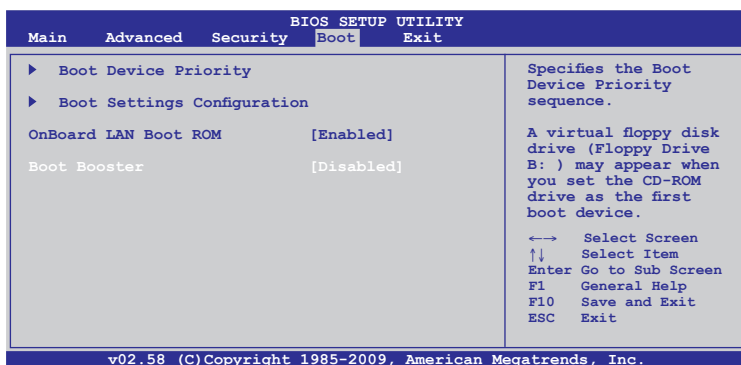 BIOS SETUP UTILITY
Main Advanced Security Boot Exit
Boot Device Priority
Boot Settings Configuration
OnBoard LAN Boot ROM [Enabled]
Boot Booster [Disabled]
Specifies the Boot
Device Priority
sequence.
A virtual floppy disk
drive (Floppy Drive
B: ) may appear when
you set the CD-ROM
drive as the first
boot device.
←→ Select Screen
↑↓ Select Item
Enter Go to Sub Screen
F1 General Help
F10 Save and Exit
ESC Exit
v02.58 (C)Copyright 1985-2009, American Megatrends, Inc.